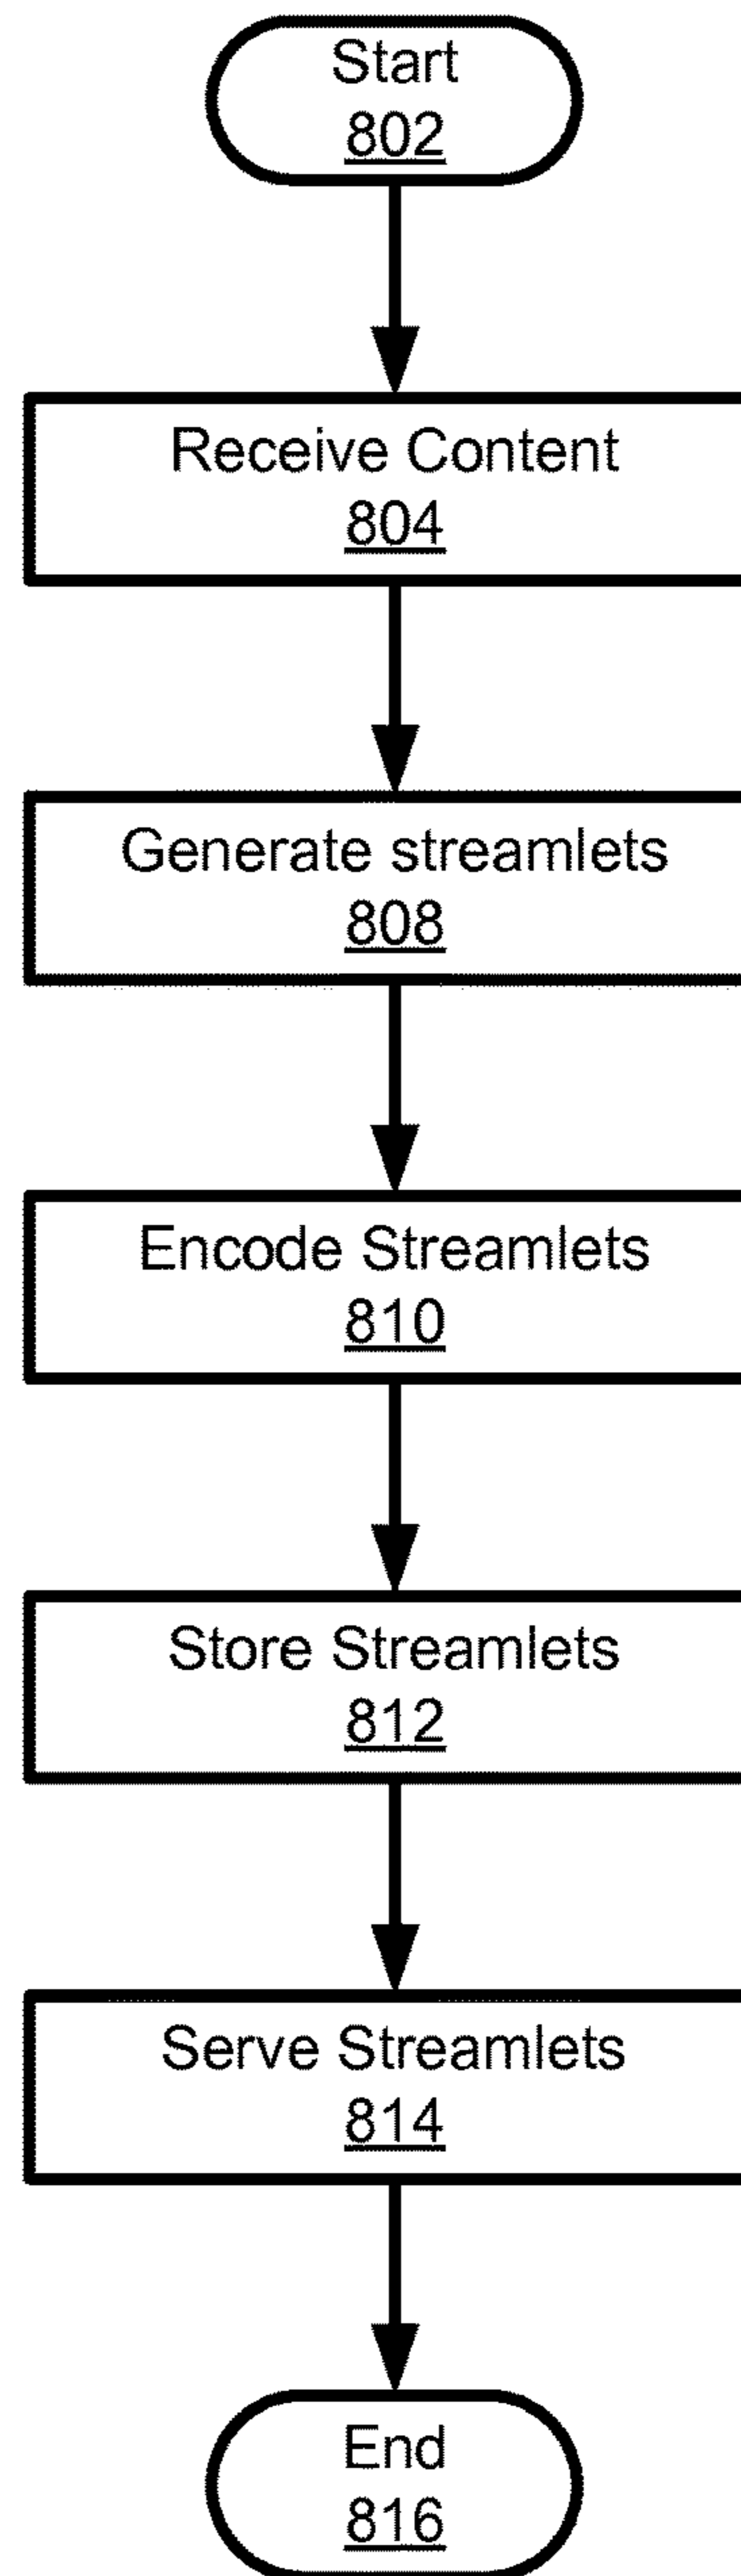 Start
802
Receive Content
804
Generate streamlets
808
Encode Streamlets
810
Store Streamlets
812
Serve Streamlets
814
End
816